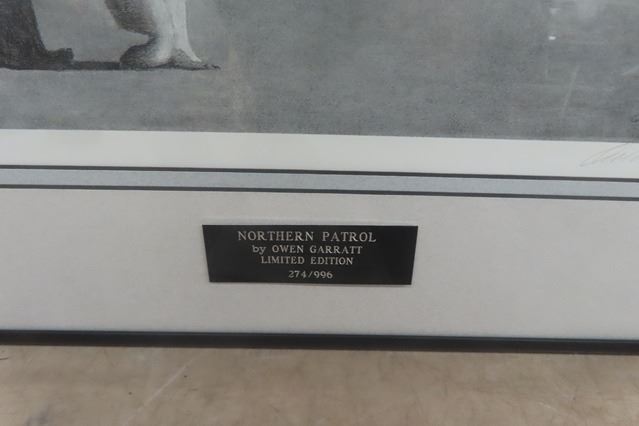 NORTHERN PATROL
by OWEN GARRATT
LIMITED EDITION
274/996